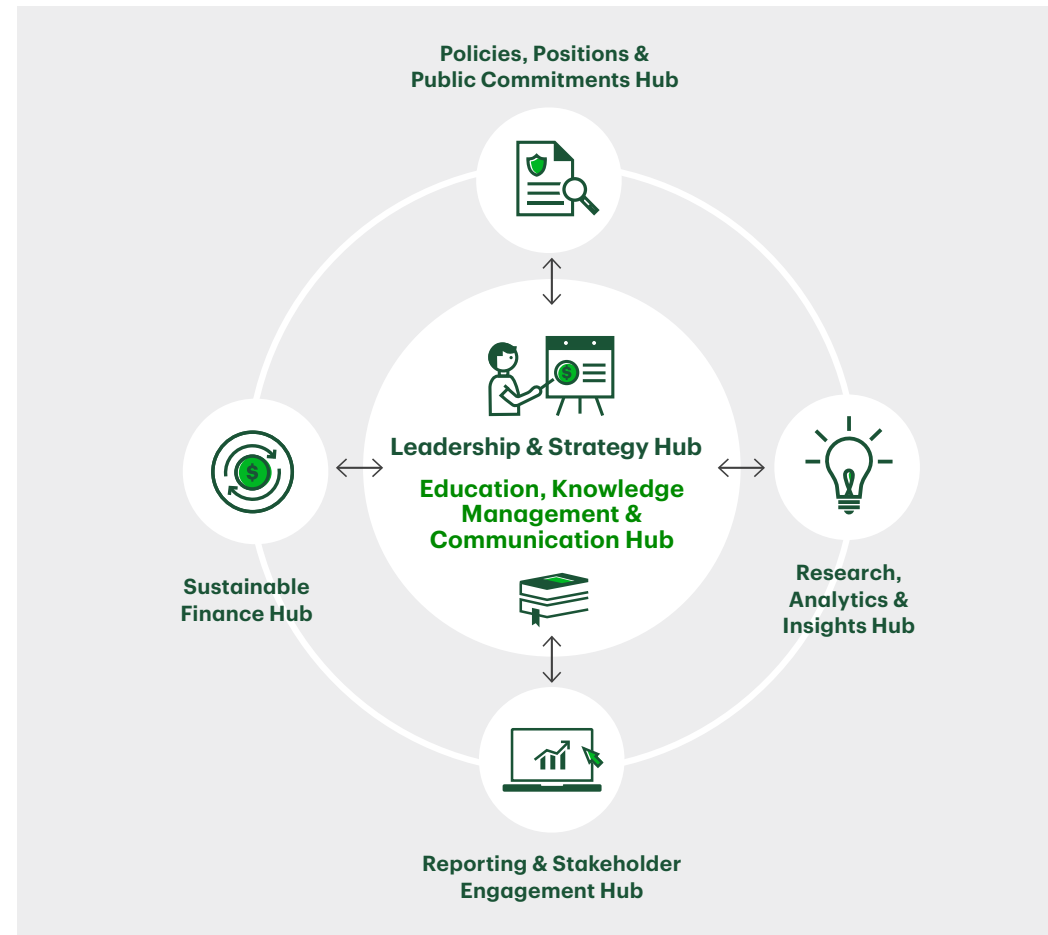 Policies, Positions &
Public Commitments Hub
$
Leadership & Strategy Hub
Education, Knowledge
Management &
Communication Hub
$
Sustainable
Finance Hub
Research,
Analytics &
Insights Hub
Reporting & Stakeholder
Engagement Hub